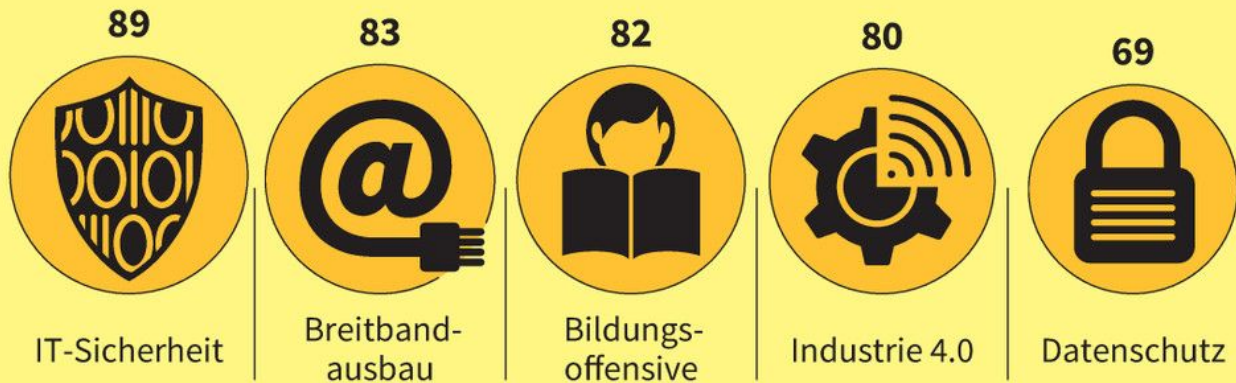 89
83
82
80
69
IT-Sicherheit
Breitband-
ausbau
Bildungs-
offensive
Industrie 4.0
Datenschutz